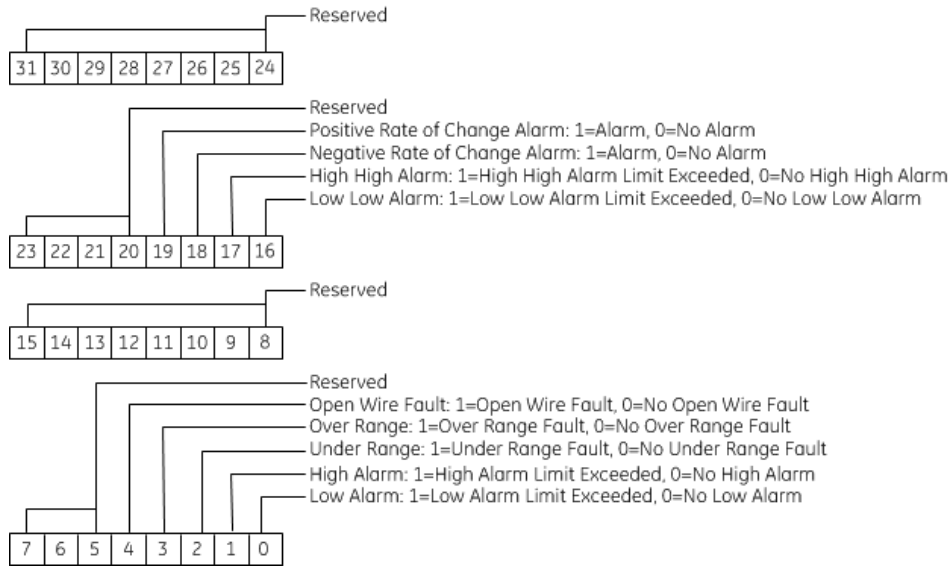 Reserved
31 30 29 28 27 26 25 24
Reserved
Positive Rate of Change Alarm: 1=Alarm, 0=No Alarm
Negative Rate of Change Alarm: 1=Alarm, 0=No Alarm
High High Alarm: 1=High High Alarm Limit Exceeded, 0=No High High Alarm
Low Low Alarm: 1=Low Low Alarm Limit Exceeded, 0=No Low Low Alarm
23 22 21 20 19 18 17 16
Reserved
15 14 13 12 11 10 9 8
Reserved
Open Wire Fault: 1=Open Wire Fault, 0=No Open Wire Fault
Over Range: 1=Over Range Fault, 0=No Over Range Fault
Under Range: 1=Under Range Fault, 0=No Under Range Fault
High Alarm: 1=High Alarm Limit Exceeded, 0=No High Alarm
Low Alarm: 1=Low Alarm Limit Exceeded, 0=No Low Alarm
7 6 5 4 3 2 1 0